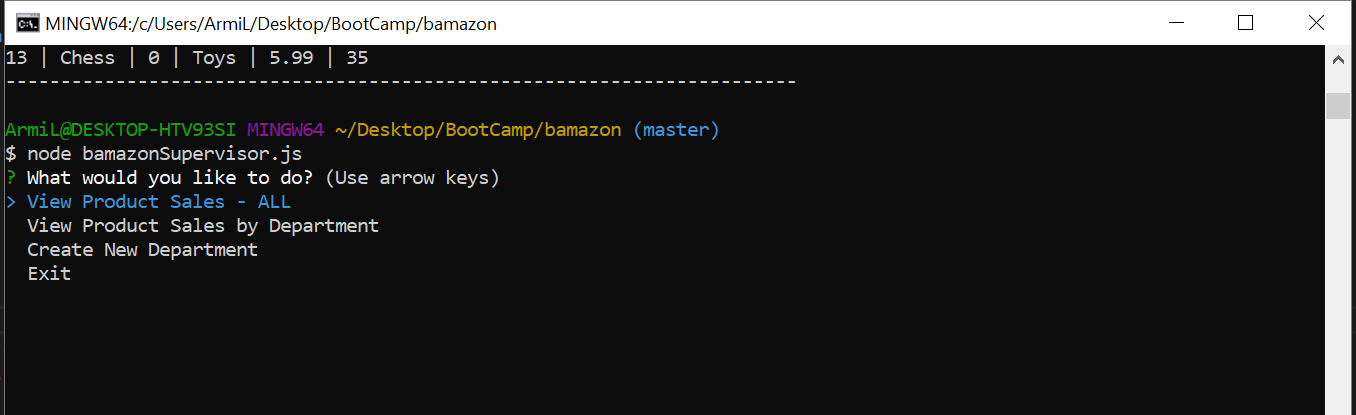 MINGW64:/c/Users/ArmiL/Desktop/BootCamp/bamazon
13 | Chess | 0 | Toys | 5.99 | 35
------------------------------------------------------------------------
ArmiL@DESKTOP-HTV93SI MINGW64 ~/Desktop/BootCamp/bamazon (master)
$ node bamazonSupervisor.js
? What would you like to do? (Use arrow keys)
> View Product Sales - ALL
  View Product Sales by Department
  Create New Department
  Exit